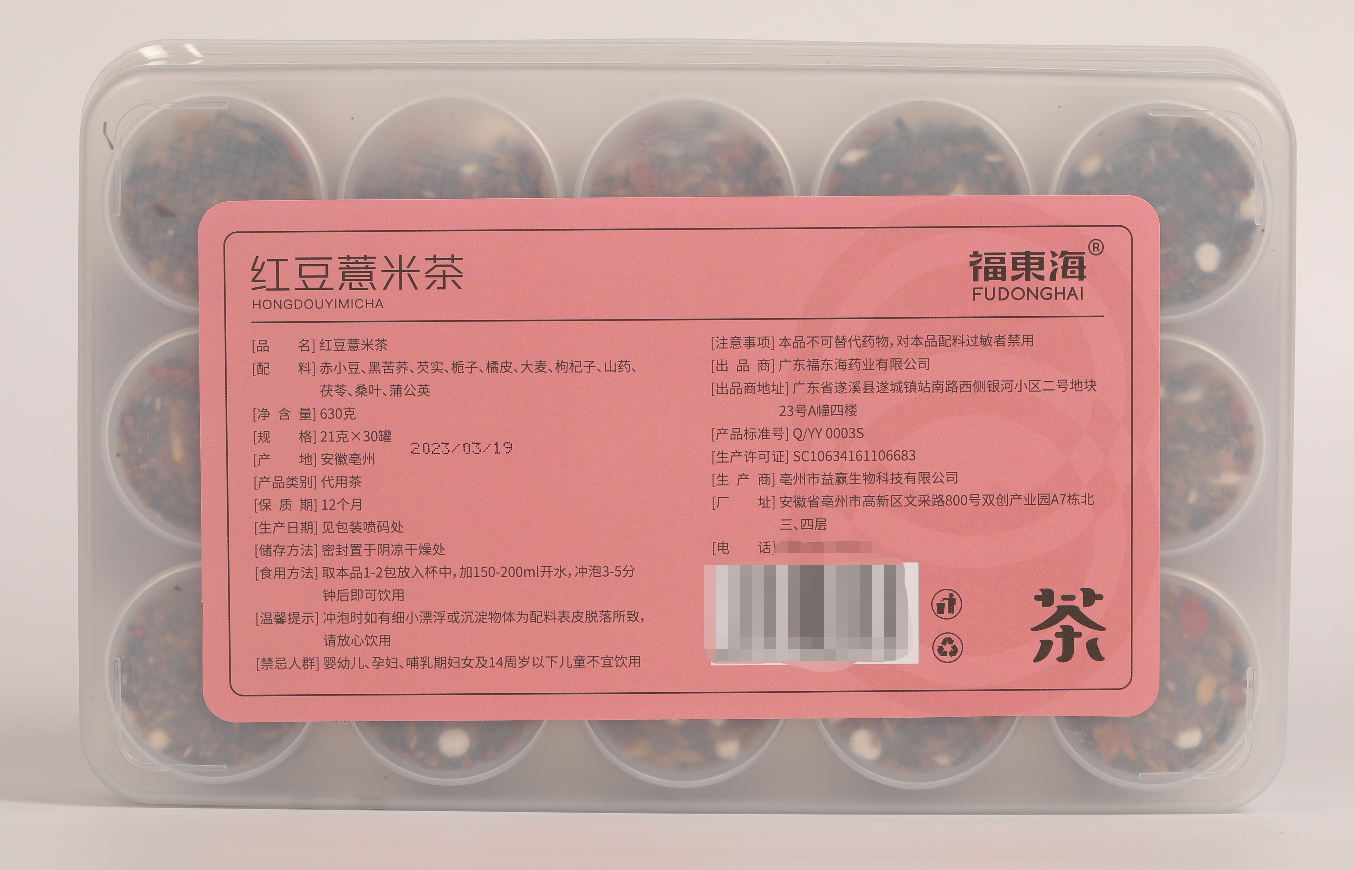 红豆薏米茶
HONGDOUYIMICHA
福東海®
FUDONGHAI
[品 名] 红豆薏米茶
[配 料] 赤小豆、黑苦荞、芡实、栀子、橘皮、大麦、枸杞子、山药、
茯苓、桑叶、蒲公英
[净 含 量] 630克
[规 格] 21克×30罐
2023/03/19
[产 地] 安徽亳州
[产品类别] 代用茶
[保 质 期] 12个月
[生产日期] 见包装喷码处
[储存方法] 密封置于阴凉干燥处
[食用方法] 取本品1-2包放入杯中,加150-200ml开水,冲泡3-5分
钟后即可饮用
[温馨提示] 冲泡时如有细小漂浮或沉淀物体为配料表皮脱落所致,
请放心饮用
[禁忌人群] 婴幼儿、孕妇、哺乳期妇女及14周岁以下儿童不宜饮用
[注意事项] 本品不可替代药物,对本品配料过敏者禁用
[出 品 商] 广东福东海药业有限公司
[出品商地址] 广东省遂溪县遂城镇站南路西侧银河小区二号地块
23号A幢四楼
[产品标准号] Q/YY 0003S
[生产许可证] SC10634161106683
[生 产 商] 亳州市益赢生物科技有限公司
[厂 址] 安徽省亳州市高新区文采路800号双创产业园A7栋北
三、四层
[电 话]
茶